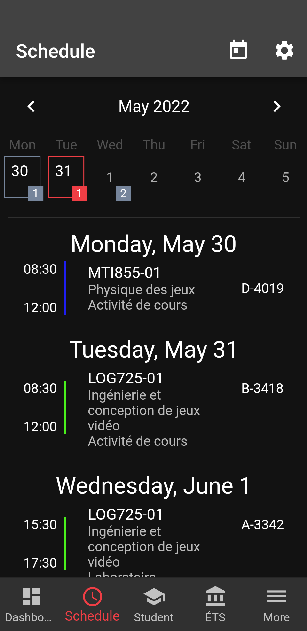 Schedule
May 2022
Mon Tue Wed Thu Fri Sat Sun
30 31 1 2 3 4 5
1 1 2
Monday, May 30
08:30 MTI855-01
Physique des jeux D-4019
12:00 Activité de cours
Tuesday, May 31
08:30 LOG725-01 B-3418
Ingénierie et
conception de jeux
12:00 vidéo
Activité de cours
Wednesday, June 1
15:30 LOG725-01 A-3342
Ingénierie et
conception de jeux
17:30 vidéo
Laboratoire
Dashbo... Schedule Student ÉTS More